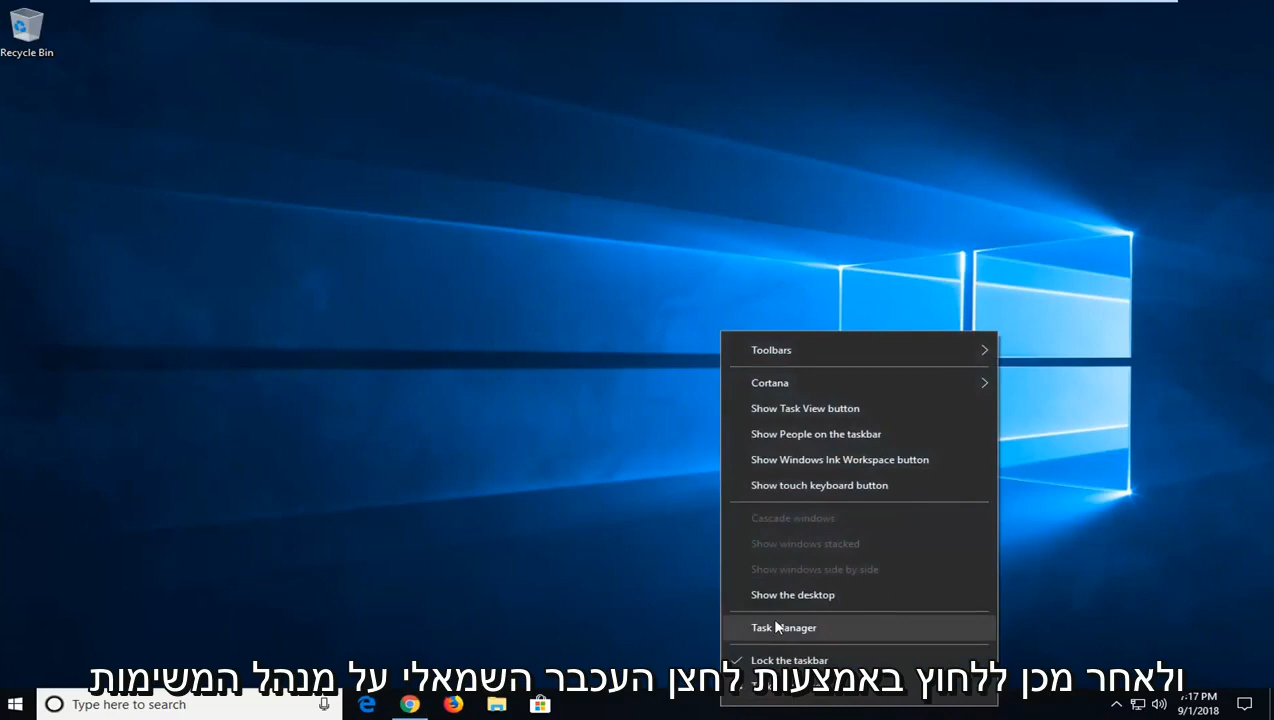 Recycle Bin
Toolbars
Cortana
Show Task View button
Show People on the taskbar
Show Windows Ink Workspace button
Show touch keyboard button
Cascade windows
Show windows stacked
Show windows side by side
Show the desktop
Task Manager
Lock the taskbar
ולאחר מכן ללחוץ באמצעות לחצן העכבר השמאלי על מנהל המשימות
Type here to search
7:17 PM
9/1/2018